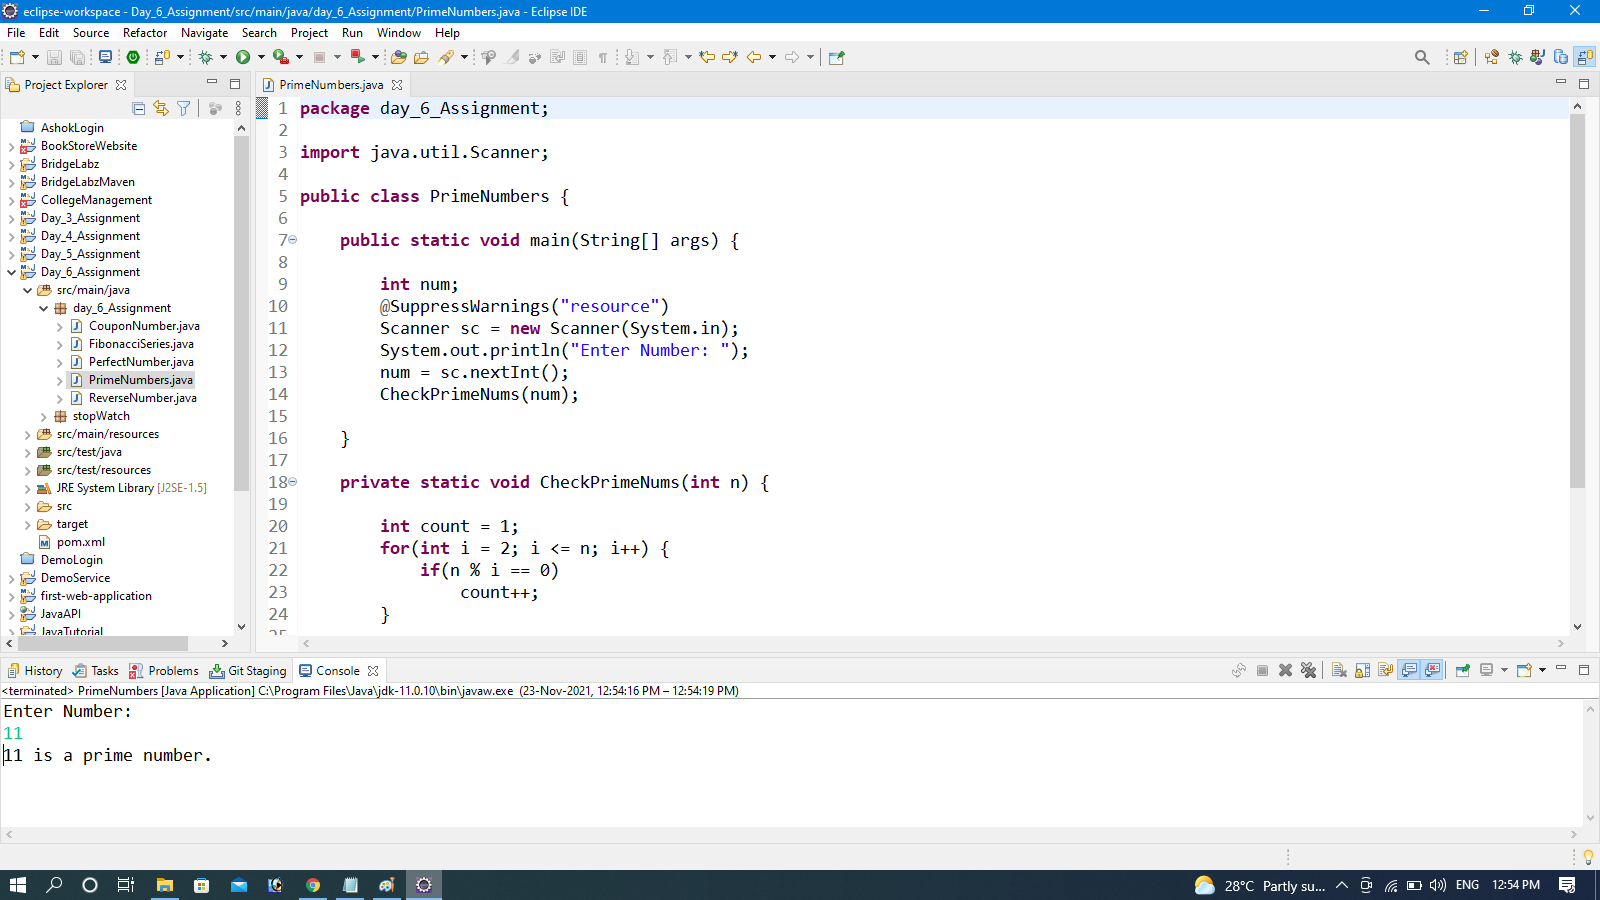 eclipse-workspace - Day_6_Assignment/src/main/java/day_6_Assignment/PrimeNumbers.java - Eclipse IDE
File Edit Source Refactor Navigate Search Project Run Window Help
Project Explorer
AshokLogin
BookStoreWebsite
BridgeLabz
BridgeLabzMaven
CollegeManagement
Day_3_Assignment
Day_4_Assignment
Day_5_Assignment
Day_6_Assignment
src/main/java
day_6_Assignment
CouponNumber.java
FibonacciSeries.java
PerfectNumber.java
PrimeNumbers.java
ReverseNumber.java
stopWatch
src/main/resources
src/test/java
src/test/resources
JRE System Library [J2SE-1.5]
src
target
pom.xml
DemoLogin
DemoService
first-web-application
JavaAPI
JavaTutorial
PrimeNumbers.java
1 package day_6_Assignment;
2
3 import java.util.Scanner;
4
5 public class PrimeNumbers {
6
7 public static void main(String[] args) {
8
9 int num;
10 @SuppressWarnings("resource")
11 Scanner sc = new Scanner(System.in);
12 System.out.println("Enter Number: ");
13 num = sc.nextInt();
14 CheckPrimeNums(num);
15
16 }
17
18 private static void CheckPrimeNums(int n) {
19
20 int count = 1;
21 for(int i = 2; i <= n; i++) {
22 if(n % i == 0)
23 count++;
24 }
25
History Tasks Problems Git Staging Console
<terminated> PrimeNumbers [Java Application] C:\Program Files\Java\jdk-11.0.10\bin\javaw.exe (23-Nov-2021, 12:54:16 PM – 12:54:19 PM)
Enter Number:
11
11 is a prime number.
28°C Partly su... ENG 12:54 PM